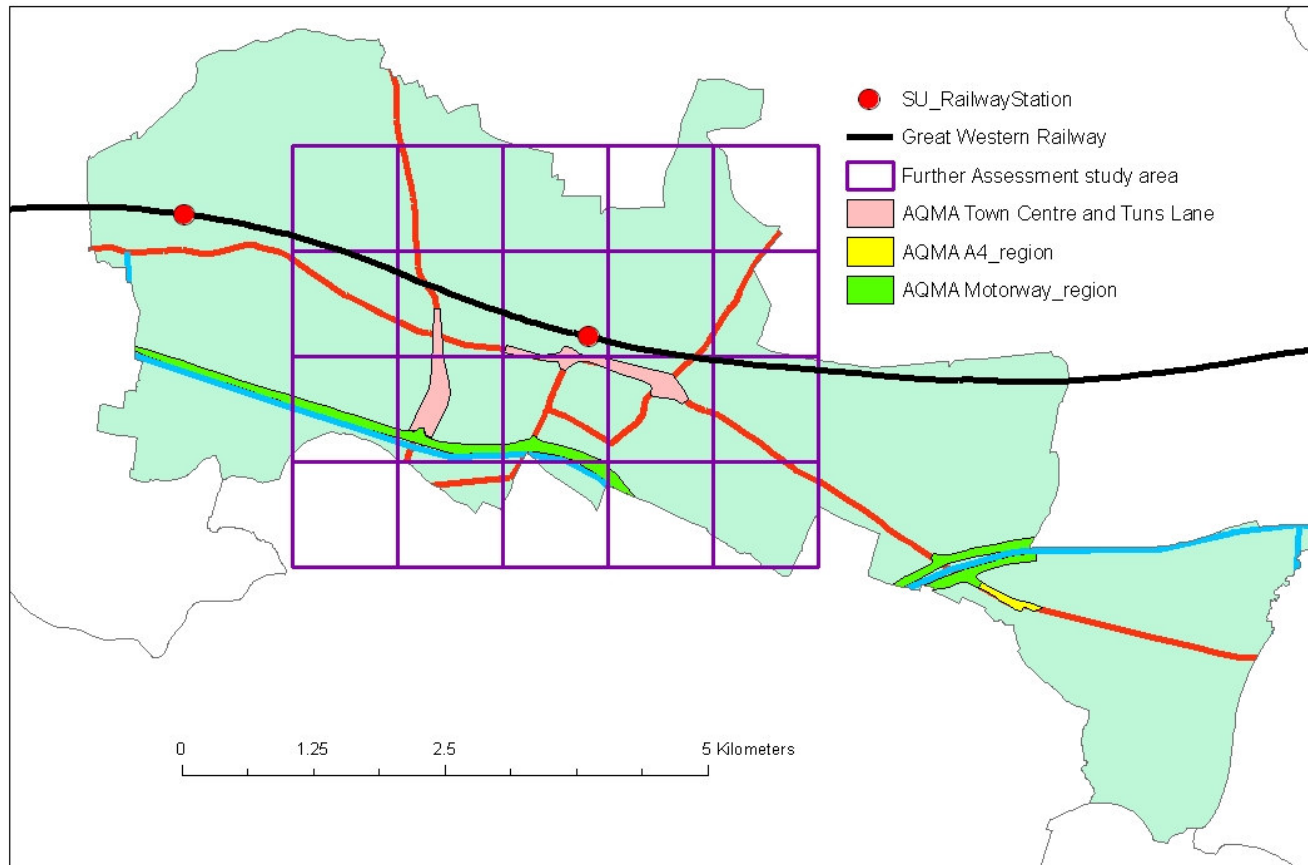 SU_RailwayStation
Great Western Railway
Further Assessment study area
AQMA Town Centre and Tuns Lane
AQMA A4_region
AQMA Motorway_region
0 1.25 2.5 5 Kilometers